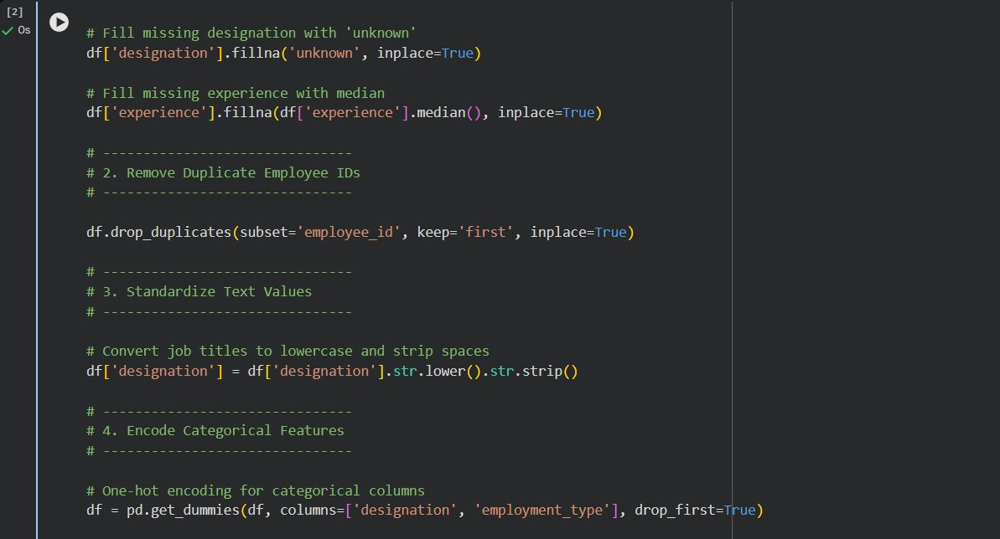 [2]
0s
# Fill missing designation with 'unknown'
df['designation'].fillna('unknown', inplace=True)
# Fill missing experience with median
df['experience'].fillna(df['experience'].median(), inplace=True)
# -------------------------------
# 2. Remove Duplicate Employee IDs
# -------------------------------
df.drop_duplicates(subset='employee_id', keep='first', inplace=True)
# -------------------------------
# 3. Standardize Text Values
# -------------------------------
# Convert job titles to lowercase and strip spaces
df['designation'] = df['designation'].str.lower().str.strip()
# -------------------------------
# 4. Encode Categorical Features
# -------------------------------
# One-hot encoding for categorical columns
df = pd.get_dummies(df, columns=['designation', 'employment_type'], drop_first=True)